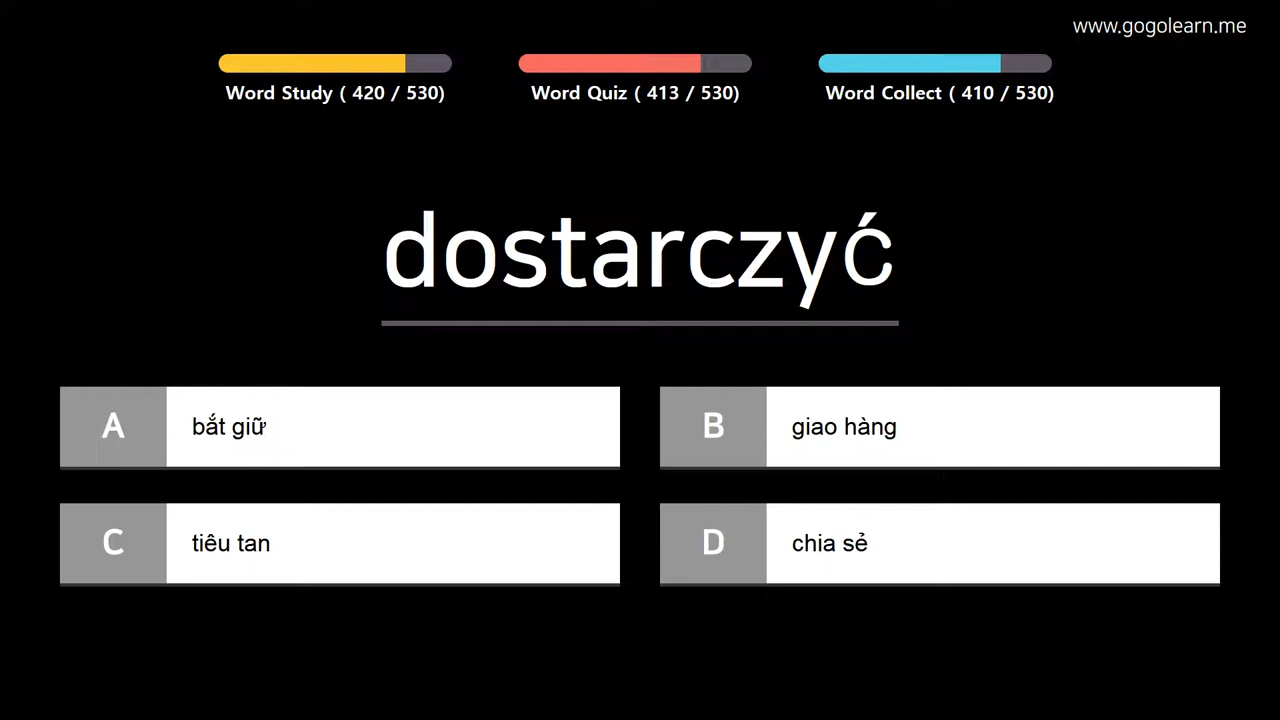 www.gogolearn.me
Word Study ( 420 / 530)
Word Quiz ( 413 / 530)
Word Collect ( 410 / 530)
dostarczyć
A bắt giữ
B giao hàng
C tiêu tan
D chia sẻ